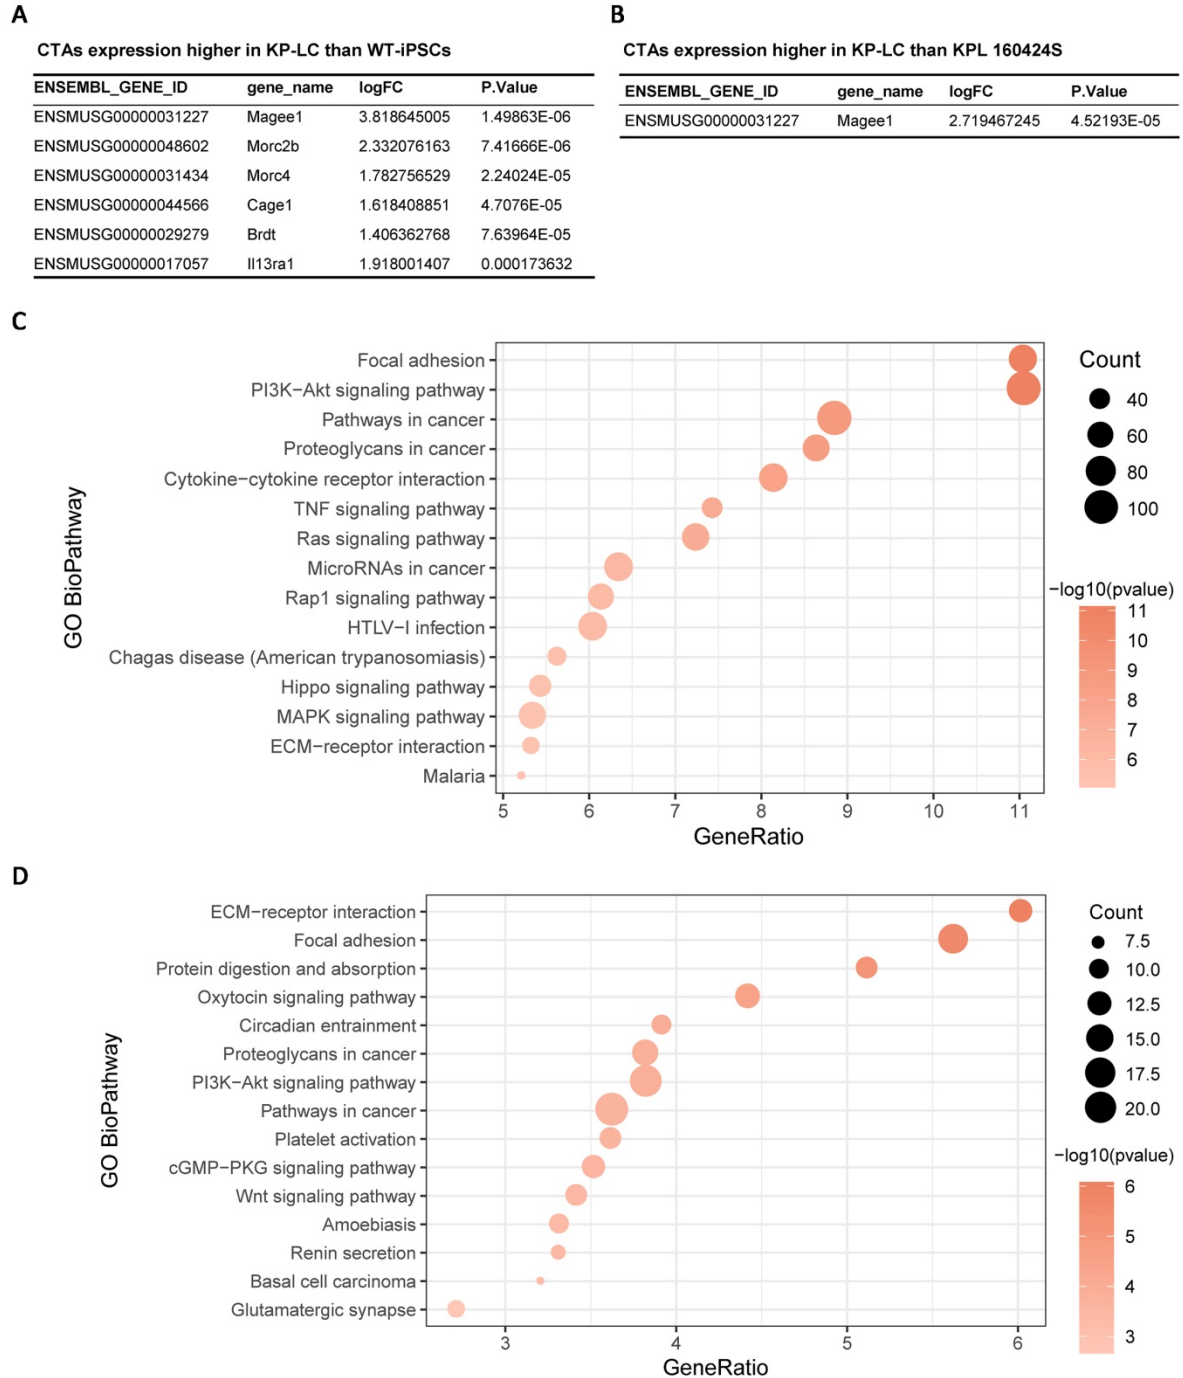 A
CTAs expression higher in KP-LC than WT-iPSCs
ENSEMBL_GENE_ID gene_name logFC P.Value
ENSMUSG00000031227 Magee1 3.818645005 1.49863E-06
ENSMUSG00000048602 Morc2b 2.332076163 7.41666E-06
ENSMUSG00000031434 Morc4 1.782756529 2.24024E-05
ENSMUSG00000044566 Cage1 1.618408851 4.7076E-05
ENSMUSG00000029279 Brdt 1.406362768 7.63964E-05
ENSMUSG00000017057 Il13ra1 1.918001407 0.000173632
B
CTAs expression higher in KP-LC than KPL 160424S
ENSEMBL_GENE_ID gene_name logFC P.Value
ENSMUSG00000031227 Magee1 2.719467245 4.52193E-05
C
GO BioPathway
Focal adhesion
PI3K−Akt signaling pathway
Pathways in cancer
Proteoglycans in cancer
Cytokine−cytokine receptor interaction
TNF signaling pathway
Ras signaling pathway
MicroRNAs in cancer
Rap1 signaling pathway
HTLV−I infection
Chagas disease (American trypanosomiasis)
Hippo signaling pathway
MAPK signaling pathway
ECM−receptor interaction
Malaria
5 6 7 8 9 10 11
GeneRatio
Count
40
60
80
100
−log10(pvalue)
11
10
9
8
7
6
D
GO BioPathway
ECM−receptor interaction
Focal adhesion
Protein digestion and absorption
Oxytocin signaling pathway
Circadian entrainment
Proteoglycans in cancer
PI3K−Akt signaling pathway
Pathways in cancer
Platelet activation
cGMP−PKG signaling pathway
Wnt signaling pathway
Amoebiasis
Renin secretion
Basal cell carcinoma
Glutamatergic synapse
3 4 5 6
GeneRatio
Count
7.5
10.0
12.5
15.0
17.5
20.0
−log10(pvalue)
6
5
4
3